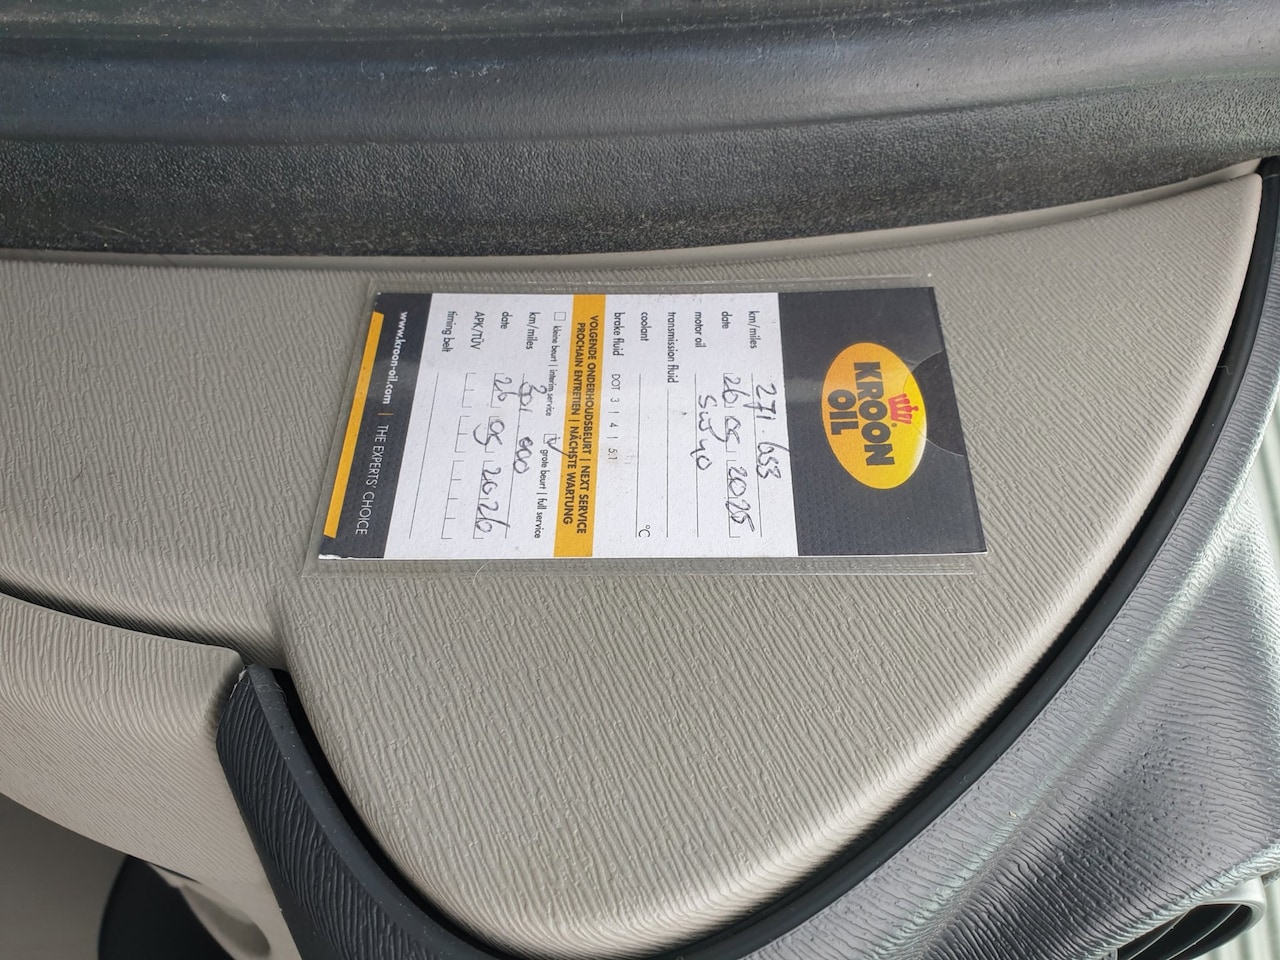 KROON
OIL
km/miles 271.653
date 26 05 2025
motor oil 5W40
transmission fluid
coolant °C
brake fluid DOT 3 | 4 | 5.1
VOLGENDE ONDERHOUDSBEURT | NEXT SERVICE
PROCHAIN ENTRETIEN | NÄCHSTE WARTUNG
kleine beurt | interim service grote beurt | full service
km/miles 301 000
date 26 05 2026
APK/TÜV
timing belt
www.kroon-oil.com | THE EXPERTS' CHOICE